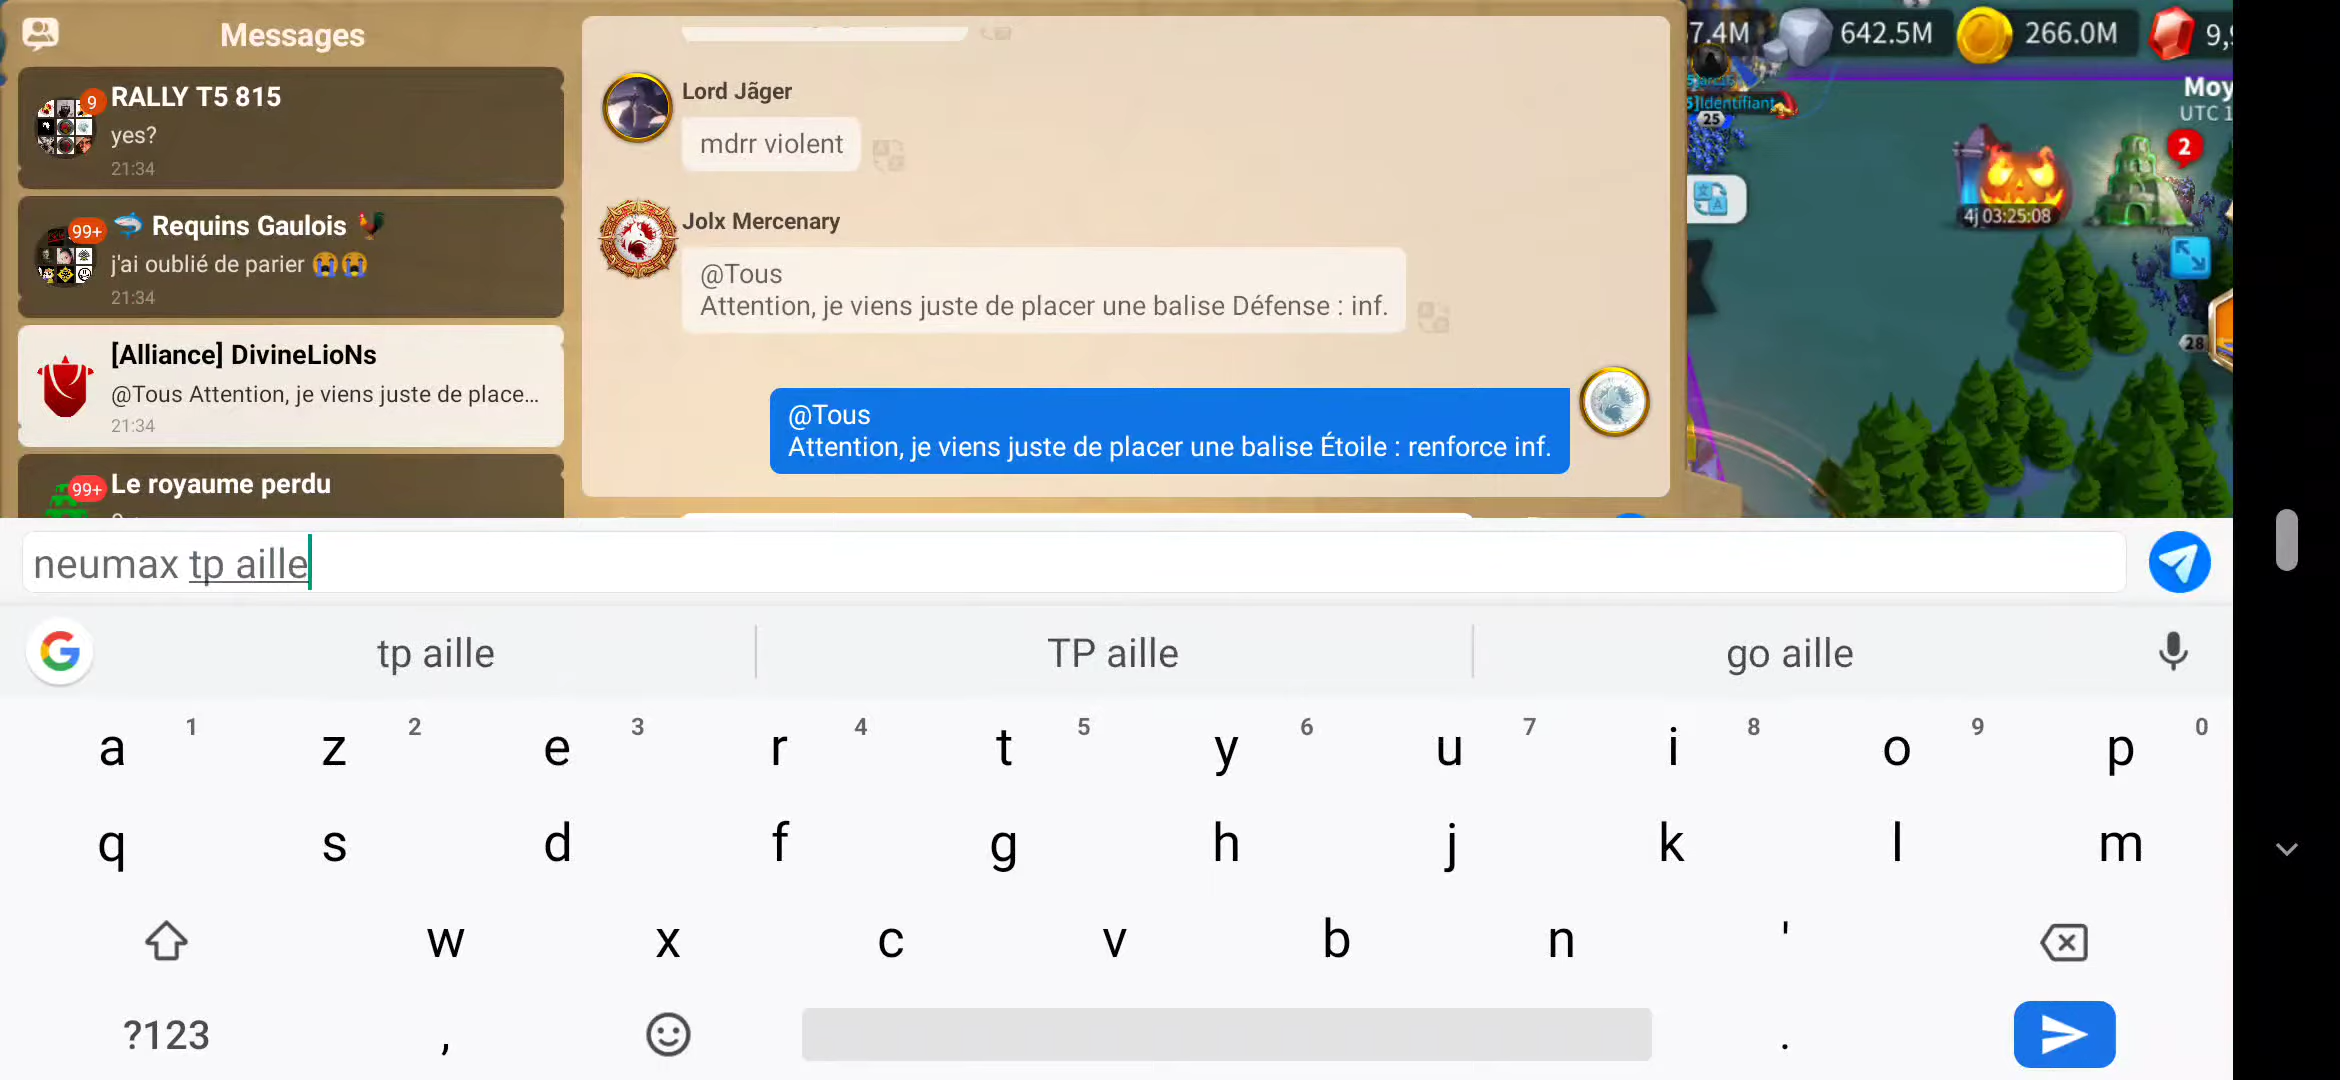 Messages
RALLY T5 815
9
yes?
21:34
99+
Requins Gaulois
j'ai oublié de parier
21:34
[Alliance] DivineLioNs
@Tous Attention, je viens juste de place...
21:34
99+
Le royaume perdu
Lord Jãger
mdrr violent
Jolx Mercenary
@Tous
Attention, je viens juste de placer une balise Défense : inf.
@Tous
Attention, je viens juste de placer une balise Étoile : renforce inf.
7.4M
642.5M
266.0M
9,
Moy
UTC 1
]Identifiant
25
2
4j 03:25:08
28
neumax tp aille
tp aille
TP aille
go aille
a 1 z 2 e 3 r 4 t 5 y 6 u 7 i 8 o 9 p 0
q s d f g h j k l m
w x c v b n '
?123 , .